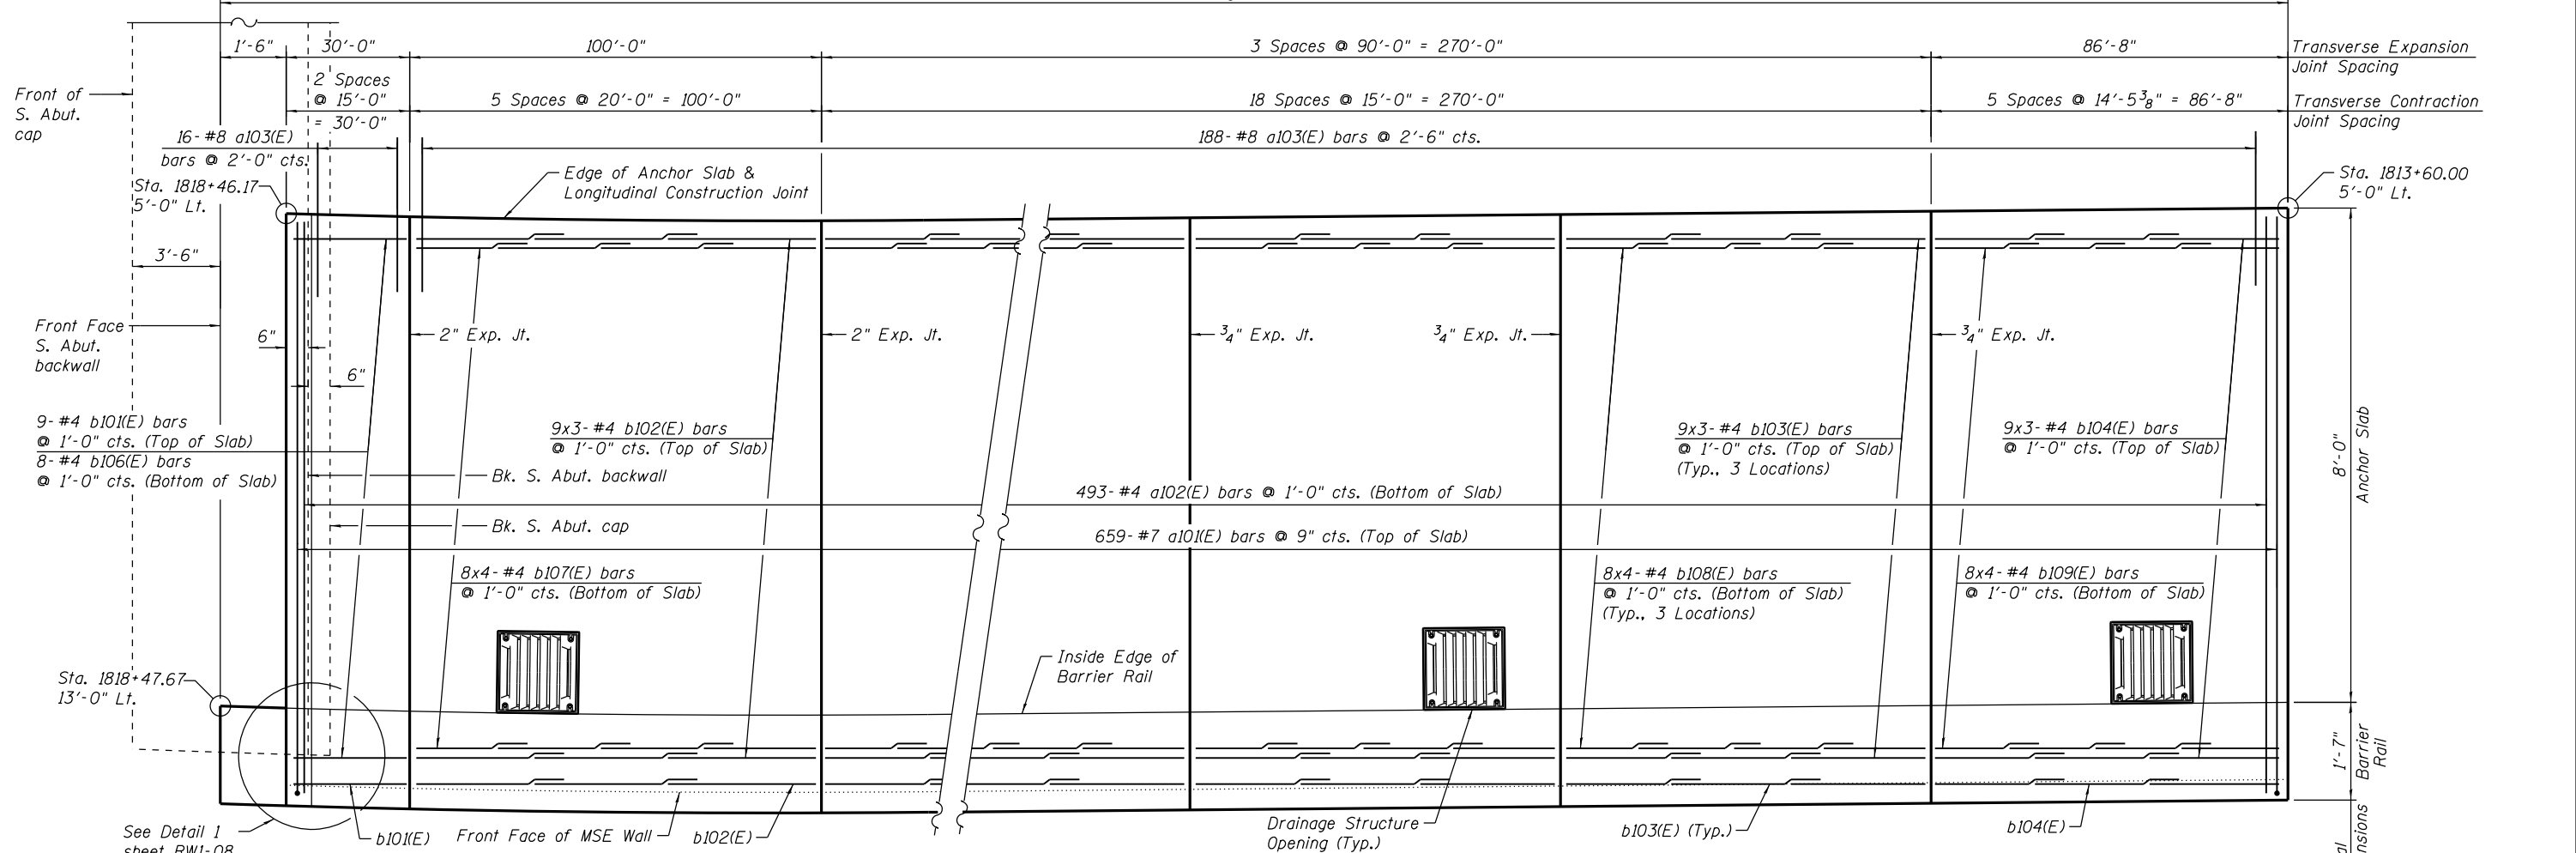 1'-6"
30'-0"
100'-0"
3 Spaces @ 90'-0" = 270'-0"
86'-8"
Transverse Expansion
Joint Spacing
2 Spaces
@ 15'-0"
= 30'-0"
5 Spaces @ 20'-0" = 100'-0"
18 Spaces @ 15'-0" = 270'-0"
5 Spaces @ 14'-5 3/8" = 86'-8"
Transverse Contraction
Joint Spacing
Front of
S. Abut.
cap
16- #8 a103(E)
bars @ 2'-0" cts.
188- #8 a103(E) bars @ 2'-6" cts.
Sta. 1818+46.17
5'-0" Lt.
Edge of Anchor Slab &
Longitudinal Construction Joint
Sta. 1813+60.00
5'-0" Lt.
3'-6"
Front Face
S. Abut.
backwall
6"
6"
2" Exp. Jt.
2" Exp. Jt.
3/4" Exp. Jt.
3/4" Exp. Jt.
3/4" Exp. Jt.
9- #4 b101(E) bars
@ 1'-0" cts. (Top of Slab)
8- #4 b106(E) bars
@ 1'-0" cts. (Bottom of Slab)
9x3- #4 b102(E) bars
@ 1'-0" cts. (Top of Slab)
9x3- #4 b103(E) bars
@ 1'-0" cts. (Top of Slab)
(Typ., 3 Locations)
9x3- #4 b104(E) bars
@ 1'-0" cts. (Top of Slab)
8'-0"
Anchor Slab
Bk. S. Abut. backwall
493- #4 a102(E) bars @ 1'-0" cts. (Bottom of Slab)
Bk. S. Abut. cap
659- #7 a101(E) bars @ 9" cts. (Top of Slab)
8x4- #4 b107(E) bars
@ 1'-0" cts. (Bottom of Slab)
8x4- #4 b108(E) bars
@ 1'-0" cts. (Bottom of Slab)
(Typ., 3 Locations)
8x4- #4 b109(E) bars
@ 1'-0" cts. (Bottom of Slab)
Inside Edge of
Barrier Rail
Sta. 1818+47.67
13'-0" Lt.
1'-7"
Barrier
Rail
See Detail 1
sheet RW1-08
b101(E)
Front Face of MSE Wall
b102(E)
Drainage Structure
Opening (Typ.)
b103(E) (Typ.)
b104(E)